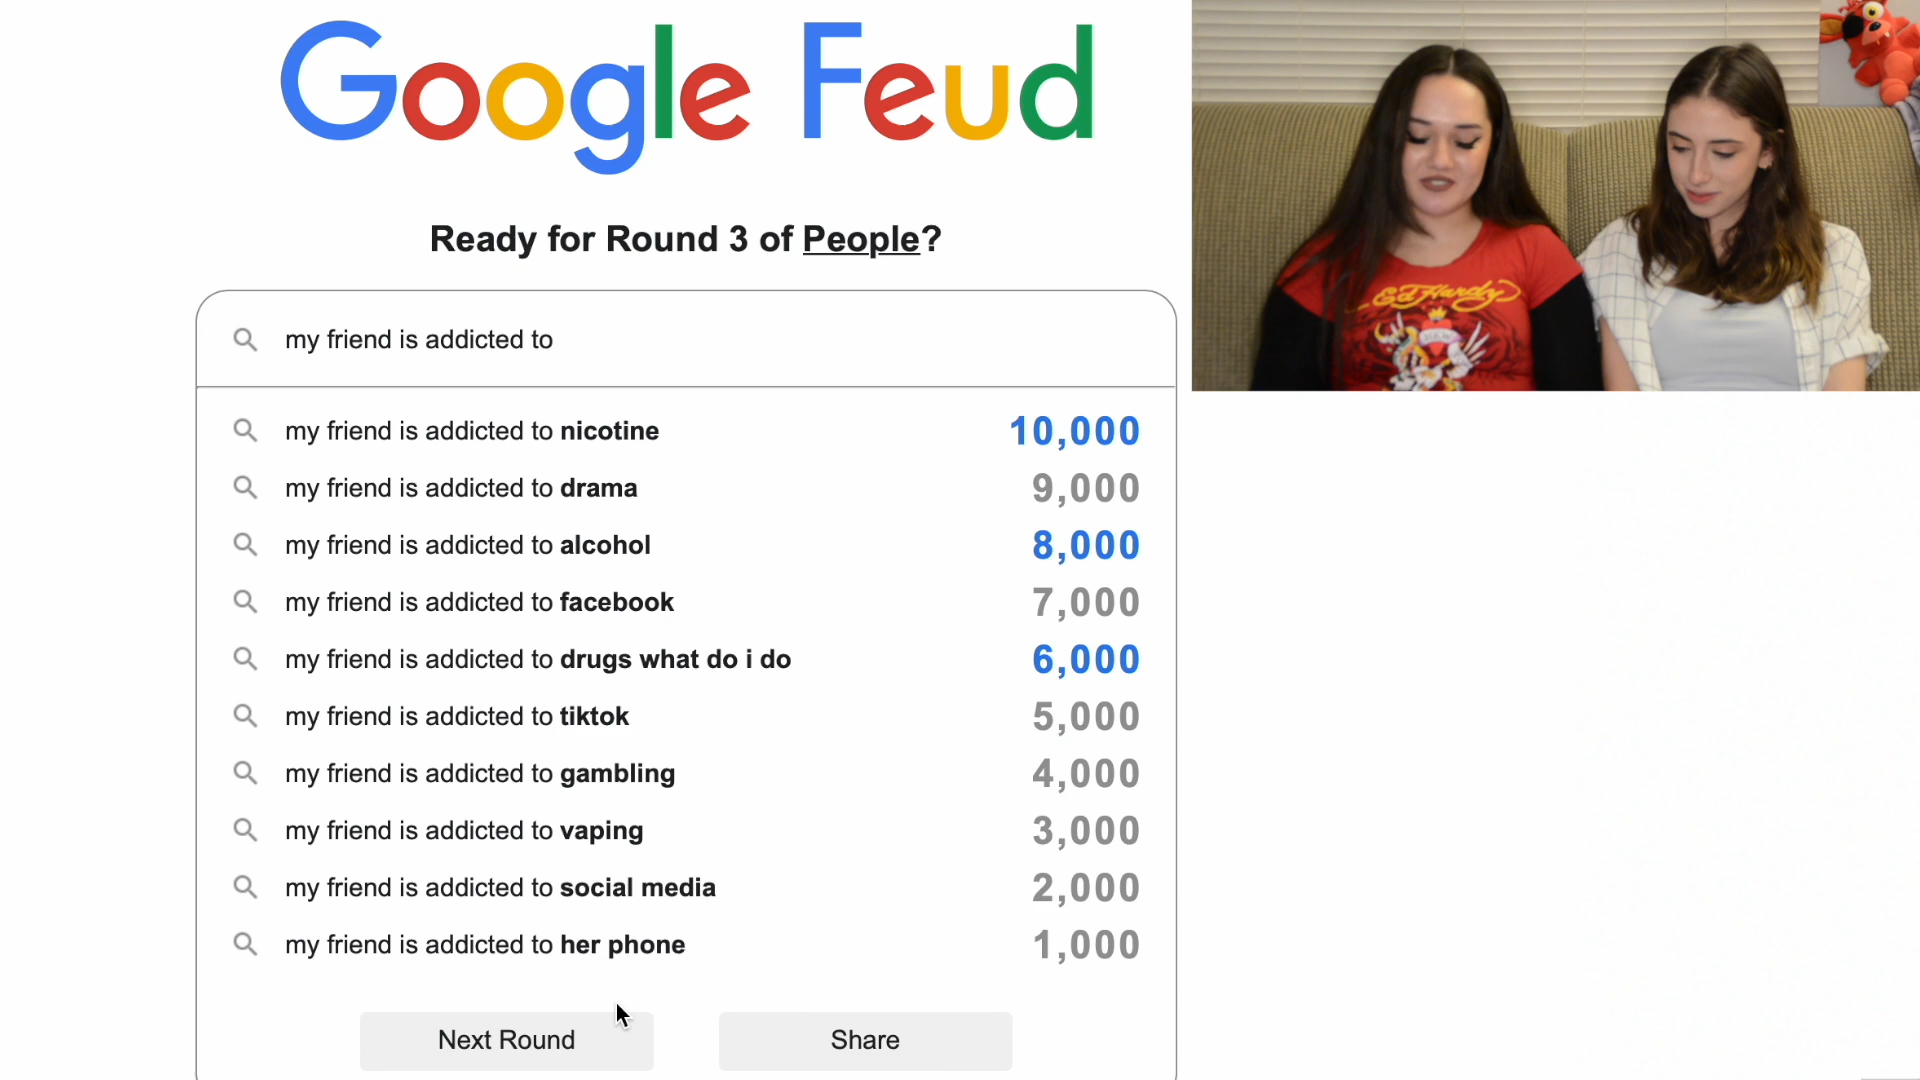 Google Feud
Ready for Round 3 of People?
my friend is addicted to
my friend is addicted to nicotine 10,000
my friend is addicted to drama 9,000
my friend is addicted to alcohol 8,000
my friend is addicted to facebook 7,000
my friend is addicted to drugs what do i do 6,000
my friend is addicted to tiktok 5,000
my friend is addicted to gambling 4,000
my friend is addicted to vaping 3,000
my friend is addicted to social media 2,000
my friend is addicted to her phone 1,000
Next Round Share
Ed Hardy